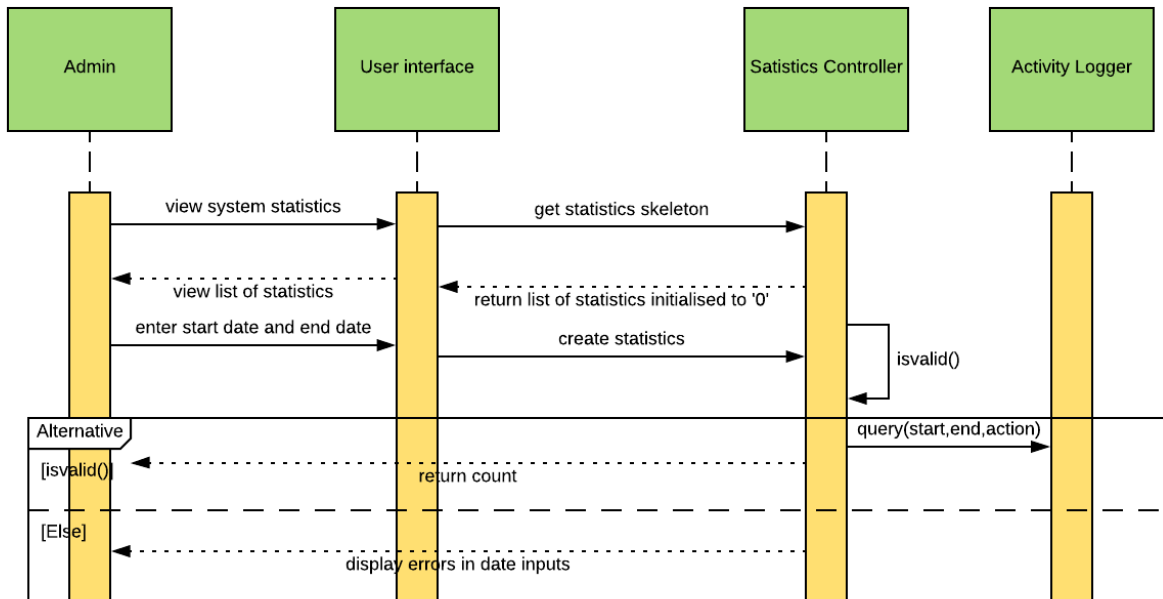 Admin
User interface
Satistics Controller
Activity Logger
view system statistics
get statistics skeleton
view list of statistics
return list of statistics initialised to '0'
enter start date and end date
create statistics
isvalid()
Alternative
query(start,end,action)
[isvalid()]
return count
[Else]
display errors in date inputs